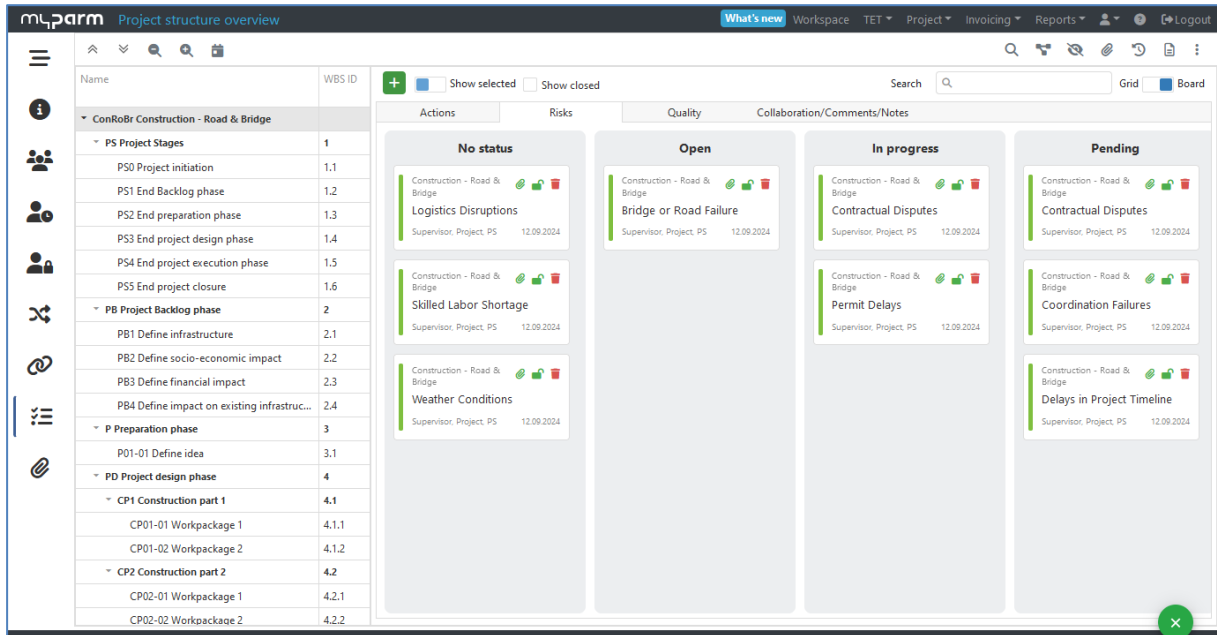 myparm Project structure overview What's new Workspace TET Project Invoicing Reports Logout
Name WBS ID
ConRoBr Construction - Road & Bridge
PS Project Stages 1
PS0 Project initiation 1.1
PS1 End Backlog phase 1.2
PS2 End preparation phase 1.3
PS3 End project design phase 1.4
PS4 End project execution phase 1.5
PS5 End project closure 1.6
PB Project Backlog phase 2
PB1 Define infrastructure 2.1
PB2 Define socio-economic impact 2.2
PB3 Define financial impact 2.3
PB4 Define impact on existing infrastruc... 2.4
P Preparation phase 3
P01-01 Define idea 3.1
PD Project design phase 4
CP1 Construction part 1 4.1
CP01-01 Workpackage 1 4.1.1
CP01-02 Workpackage 2 4.1.2
CP2 Construction part 2 4.2
CP02-01 Workpackage 1 4.2.1
CP02-02 Workpackage 2 4.2.2
Show selected Show closed Search Grid Board
Actions Risks Quality Collaboration/Comments/Notes
No status
Construction - Road &
Bridge
Logistics Disruptions
Supervisor, Project, PS 12.09.2024
Construction - Road &
Bridge
Skilled Labor Shortage
Supervisor, Project, PS 12.09.2024
Construction - Road &
Bridge
Weather Conditions
Supervisor, Project, PS 12.09.2024
Open
Construction - Road &
Bridge
Bridge or Road Failure
Supervisor, Project, PS 12.09.2024
In progress
Construction - Road &
Bridge
Contractual Disputes
Supervisor, Project, PS 12.09.2024
Construction - Road &
Bridge
Permit Delays
Supervisor, Project, PS 12.09.2024
Pending
Construction - Road &
Bridge
Contractual Disputes
Supervisor, Project, PS 12.09.2024
Construction - Road &
Bridge
Coordination Failures
Supervisor, Project, PS 12.09.2024
Construction - Road &
Bridge
Delays in Project Timeline
Supervisor, Project, PS 12.09.2024